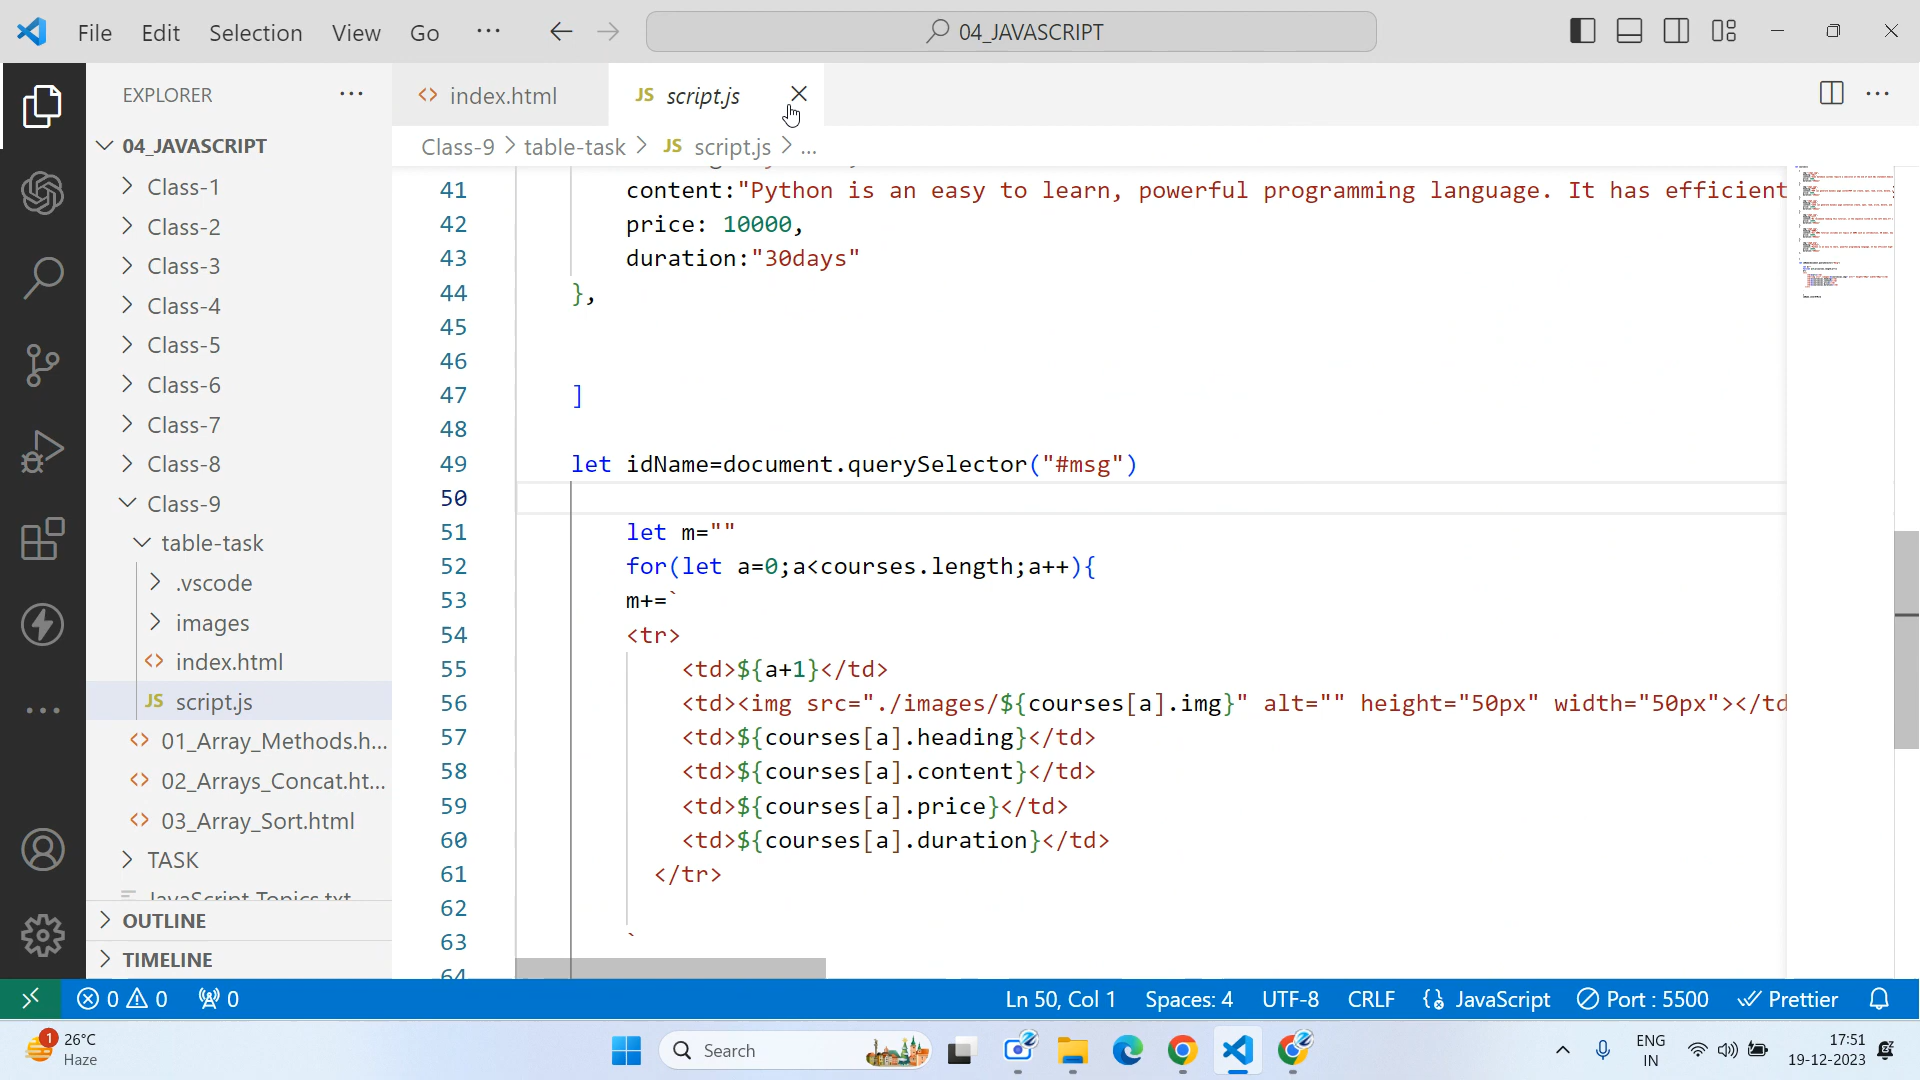 File Edit Selection View Go ··· 04_JAVASCRIPT
EXPLORER
04_JAVASCRIPT
Class-1
Class-2
Class-3
Class-4
Class-5
Class-6
Class-7
Class-8
Class-9
table-task
.vscode
images
index.html
JS script.js
01_Array_Methods.h...
02_Arrays_Concat.ht...
03_Array_Sort.html
TASK
JavaScript Topics.txt
OUTLINE
TIMELINE
index.html JS script.js
Class-9 > table-task > JS script.js > ...
41 content:"Python is an easy to learn, powerful programming language. It has efficient
42 price: 10000,
43 duration:"30days"
44 },
45
46
47 ]
48
49 let idName=document.querySelector("#msg")
50
51 let m=""
52 for(let a=0;a<courses.length;a++){
53 m+=`
54 <tr>
55 <td>${a+1}</td>
56 <td><img src="./images/${courses[a].img}" alt="" height="50px" width="50px"></td
57 <td>${courses[a].heading}</td>
58 <td>${courses[a].content}</td>
59 <td>${courses[a].price}</td>
60 <td>${courses[a].duration}</td>
61 </tr>
62
63 `
64
0 0 0 Ln 50, Col 1 Spaces: 4 UTF-8 CRLF JavaScript Port : 5500 Prettier
1 26°C
Haze
Search
ENG
IN
17:51
19-12-2023